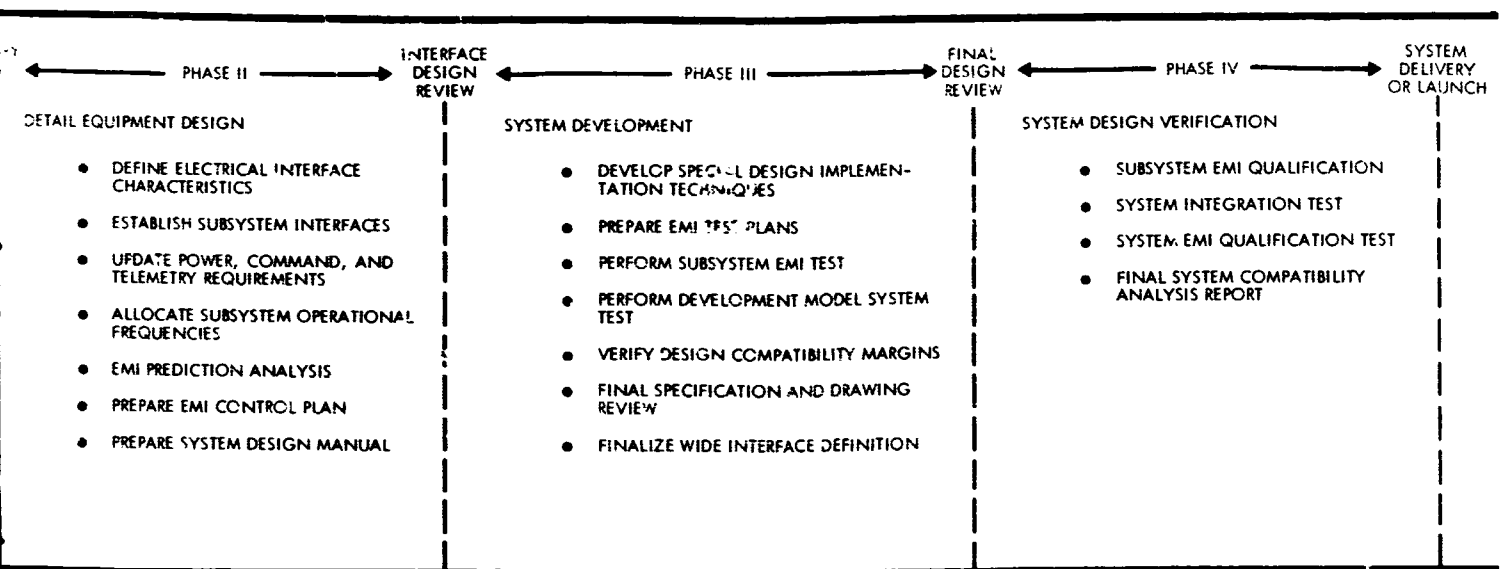 PHASE II
INTERFACE
DESIGN
REVIEW
PHASE III
FINAL
DESIGN
REVIEW
PHASE IV
SYSTEM
DELIVERY
OR LAUNCH
DETAIL EQUIPMENT DESIGN
• DEFINE ELECTRICAL INTERFACE
CHARACTERISTICS
• ESTABLISH SUBSYSTEM INTERFACES
• UPDATE POWER, COMMAND, AND
TELEMETRY REQUIREMENTS
• ALLOCATE SUBSYSTEM OPERATIONAL
FREQUENCIES
• EMI PREDICTION ANALYSIS
• PREPARE EMI CONTROL PLAN
• PREPARE SYSTEM DESIGN MANUAL
SYSTEM DEVELOPMENT
• DEVELOP SPECIAL DESIGN IMPLEMEN-
TATION TECHNIQUES
• PREPARE EMI TEST PLANS
• PERFORM SUBSYSTEM EMI TEST
• PERFORM DEVELOPMENT MODEL SYSTEM
TEST
• VERIFY DESIGN COMPATIBILITY MARGINS
• FINAL SPECIFICATION AND DRAWING
REVIEW
• FINALIZE WIDE INTERFACE DEFINITION
SYSTEM DESIGN VERIFICATION
• SUBSYSTEM EMI QUALIFICATION
• SYSTEM INTEGRATION TEST
• SYSTEM EMI QUALIFICATION TEST
• FINAL SYSTEM COMPATIBILITY
ANALYSIS REPORT